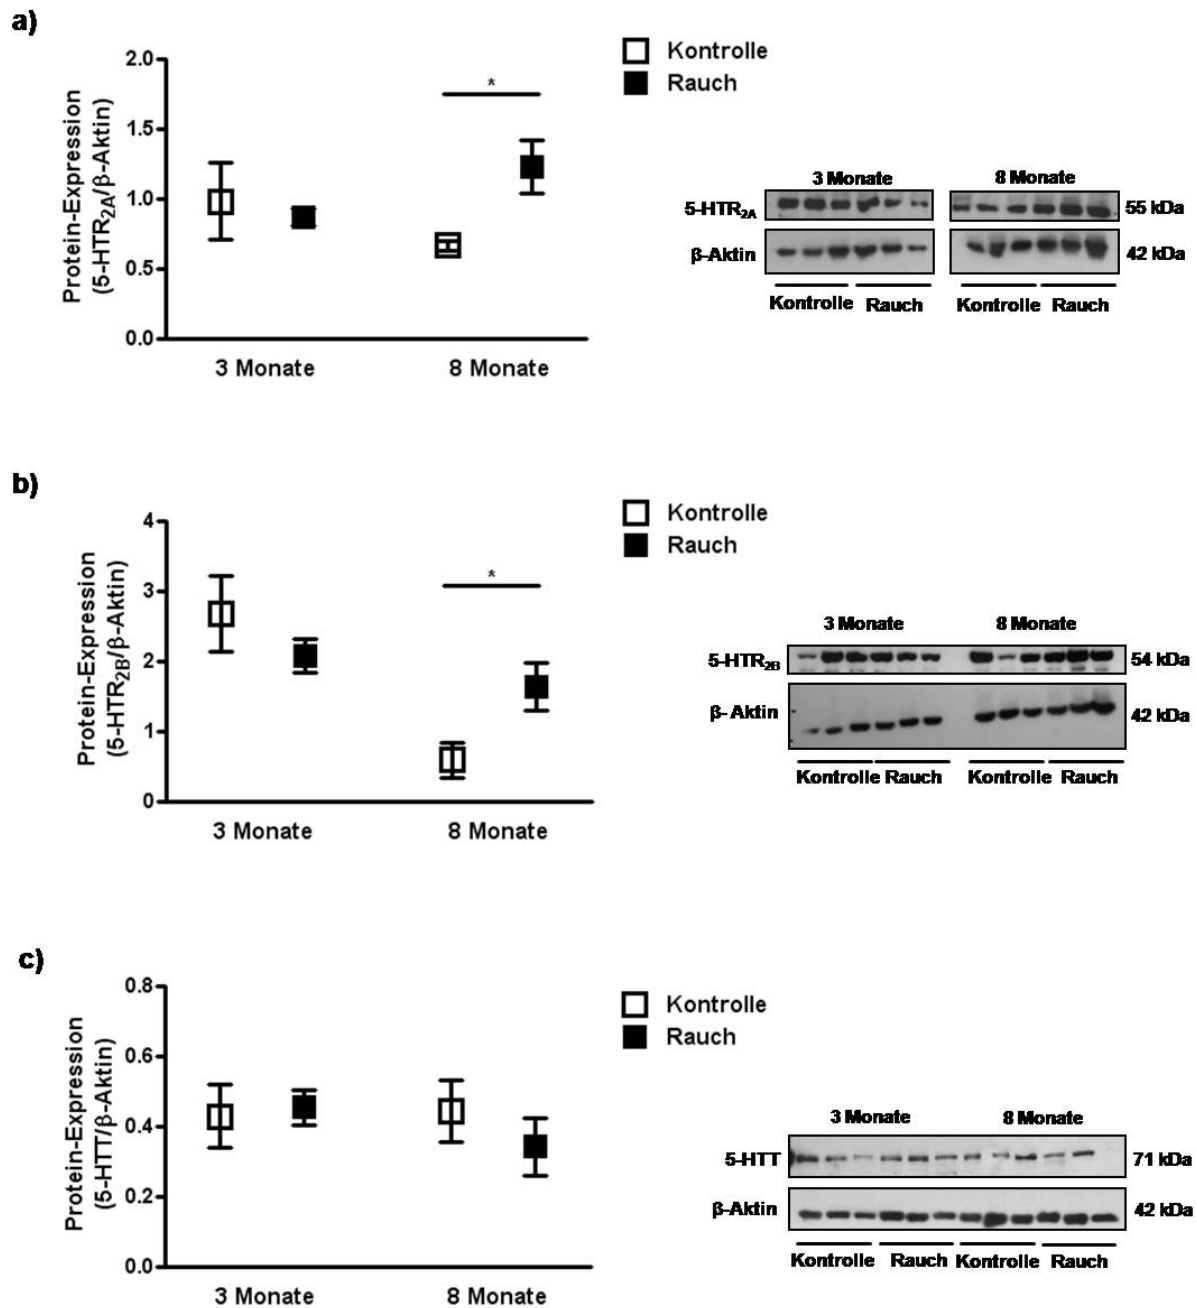 a)
2.0
1.5
1.0
0.5
0.0
Protein-Expression
(5-HTR2A/β-Aktin)
*
3 Monate
8 Monate
Kontrolle
Rauch
3 Monate
8 Monate
5-HTR2A
55 kDa
β-Aktin
42 kDa
Kontrolle
Rauch
Kontrolle
Rauch
b)
4
3
2
1
0
Protein-Expression
(5-HTR2B/β-Aktin)
*
3 Monate
8 Monate
Kontrolle
Rauch
3 Monate
8 Monate
5-HTR2B
54 kDa
β- Aktin
42 kDa
Kontrolle
Rauch
Kontrolle
Rauch
c)
0.8
0.6
0.4
0.2
0.0
Protein-Expression
(5-HTT/β-Aktin)
3 Monate
8 Monate
Kontrolle
Rauch
3 Monate
8 Monate
5-HTT
71 kDa
β-Aktin
42 kDa
Kontrolle
Rauch
Kontrolle
Rauch